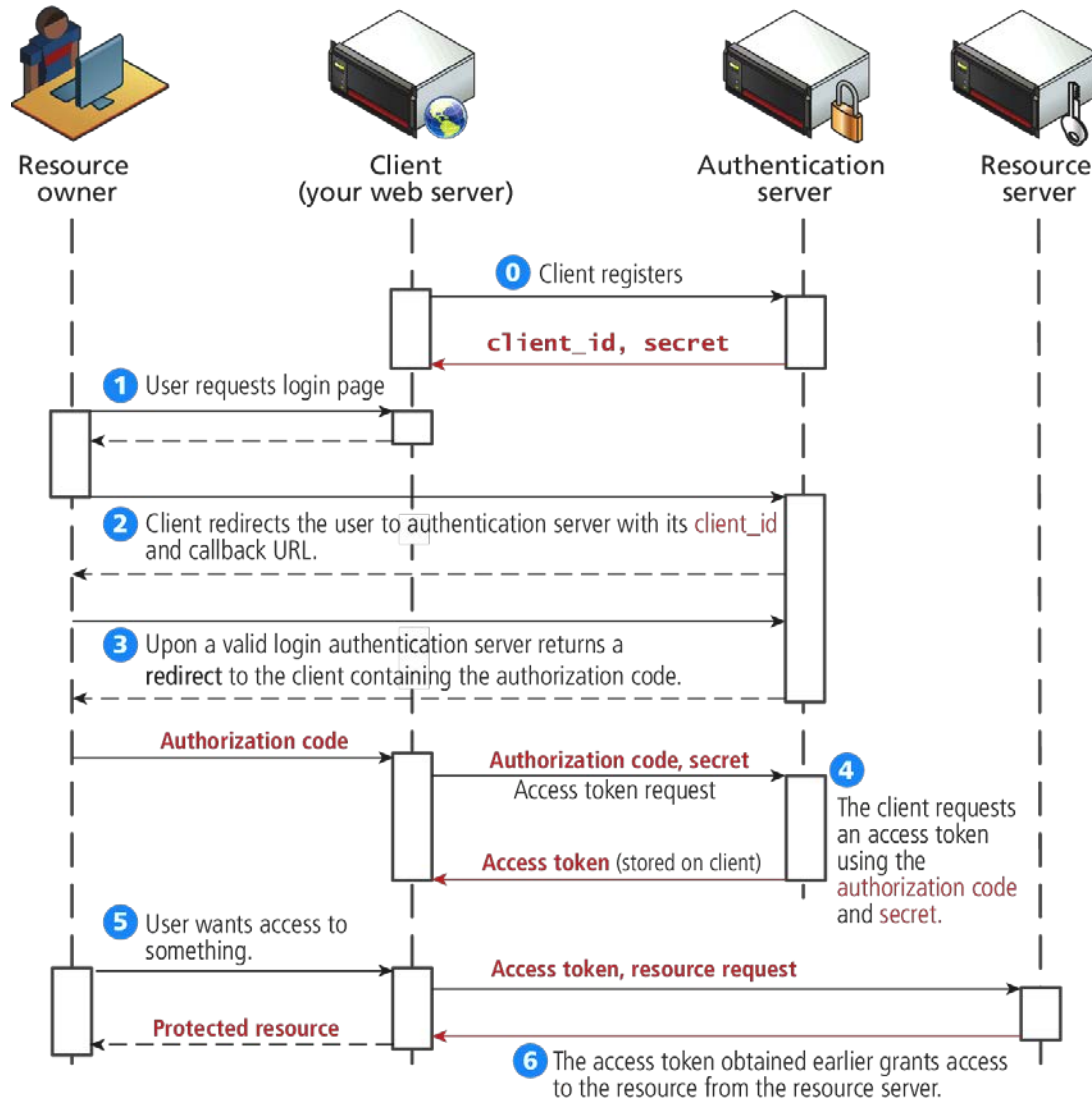 Resource
owner
Client
(your web server)
Authentication
server
Resource
server
0 Client registers
client_id, secret
1 User requests login page
2 Client redirects the user to authentication server with its client_id
and callback URL.
3 Upon a valid login authentication server returns a
redirect to the client containing the authorization code.
Authorization code
Authorization code, secret
Access token request
4
The client requests
an access token
using the
authorization code
and secret.
Access token (stored on client)
5 User wants access to
something.
Access token, resource request
Protected resource
6 The access token obtained earlier grants access
to the resource from the resource server.